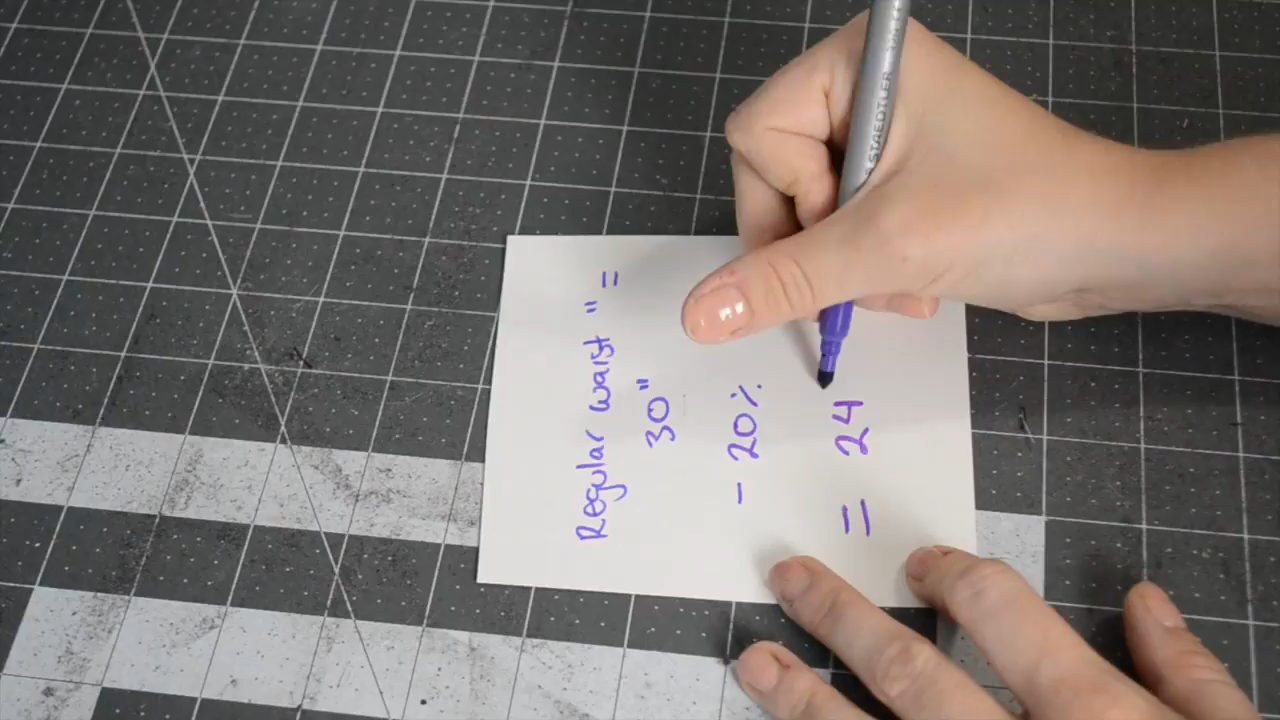 Regular waist " =
30"
- 20%
= 24
STAEDTLER